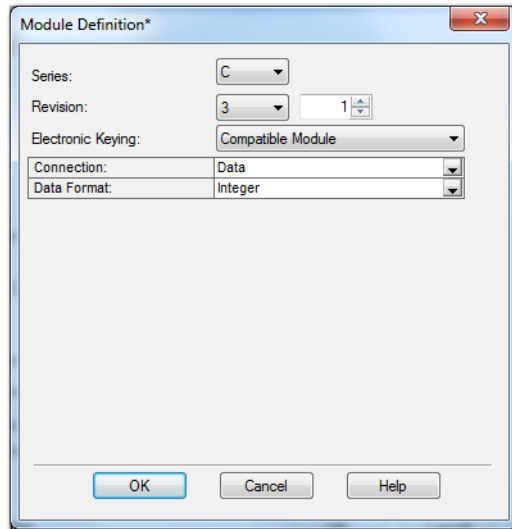 Module Definition*
Series: C
Revision: 3 1
Electronic Keying: Compatible Module
Connection: Data
Data Format: Integer
OK Cancel Help